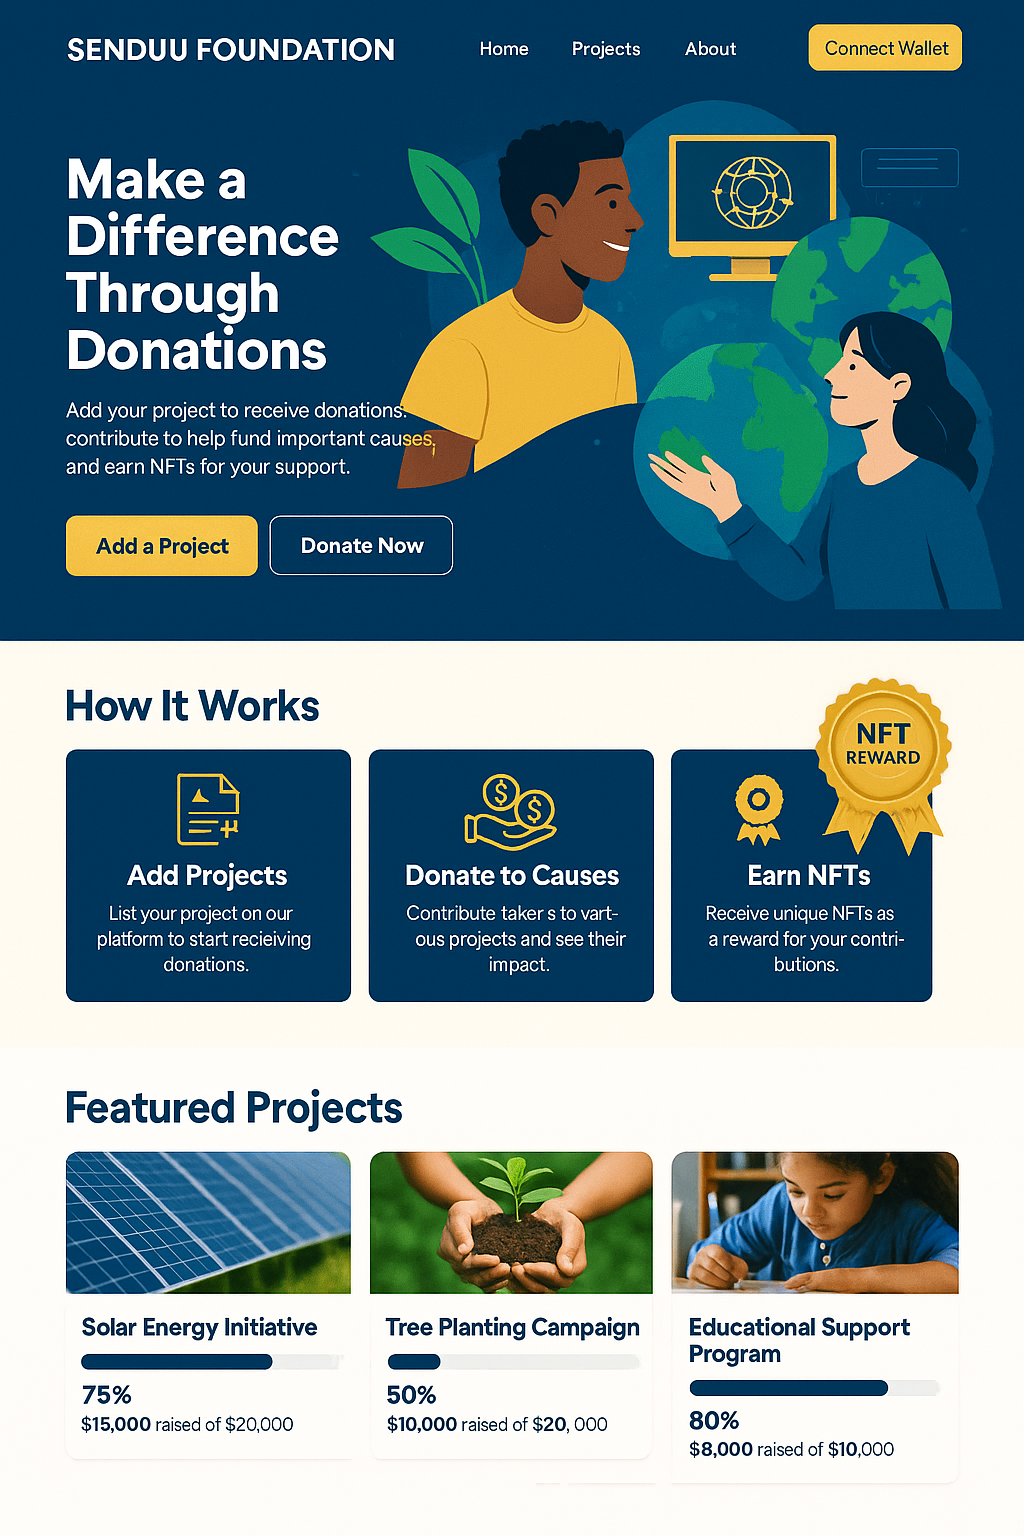 SENDUU FOUNDATION
Home
Projects
About
Connect Wallet
Make a
Difference
Through
Donations
Add your project to receive donations.
contribute to help fund important causes,
and earn NFTs for your support.
Add a Project
Donate Now
How It Works
NFT
REWARD
Add Projects
List your project on our
platform to start recieiving
donations.
Donate to Causes
Contribute taker s to vart-
ous projects and see their
impact.
Earn NFTs
Receive unique NFTs as
a reward for your contri-
butions.
Featured Projects
Solar Energy Initiative
75%
$15,000 raised of $20,000
Tree Planting Campaign
50%
$10,000 raised of $20, 000
Educational Support
Program
80%
$8,000 raised of $10,000